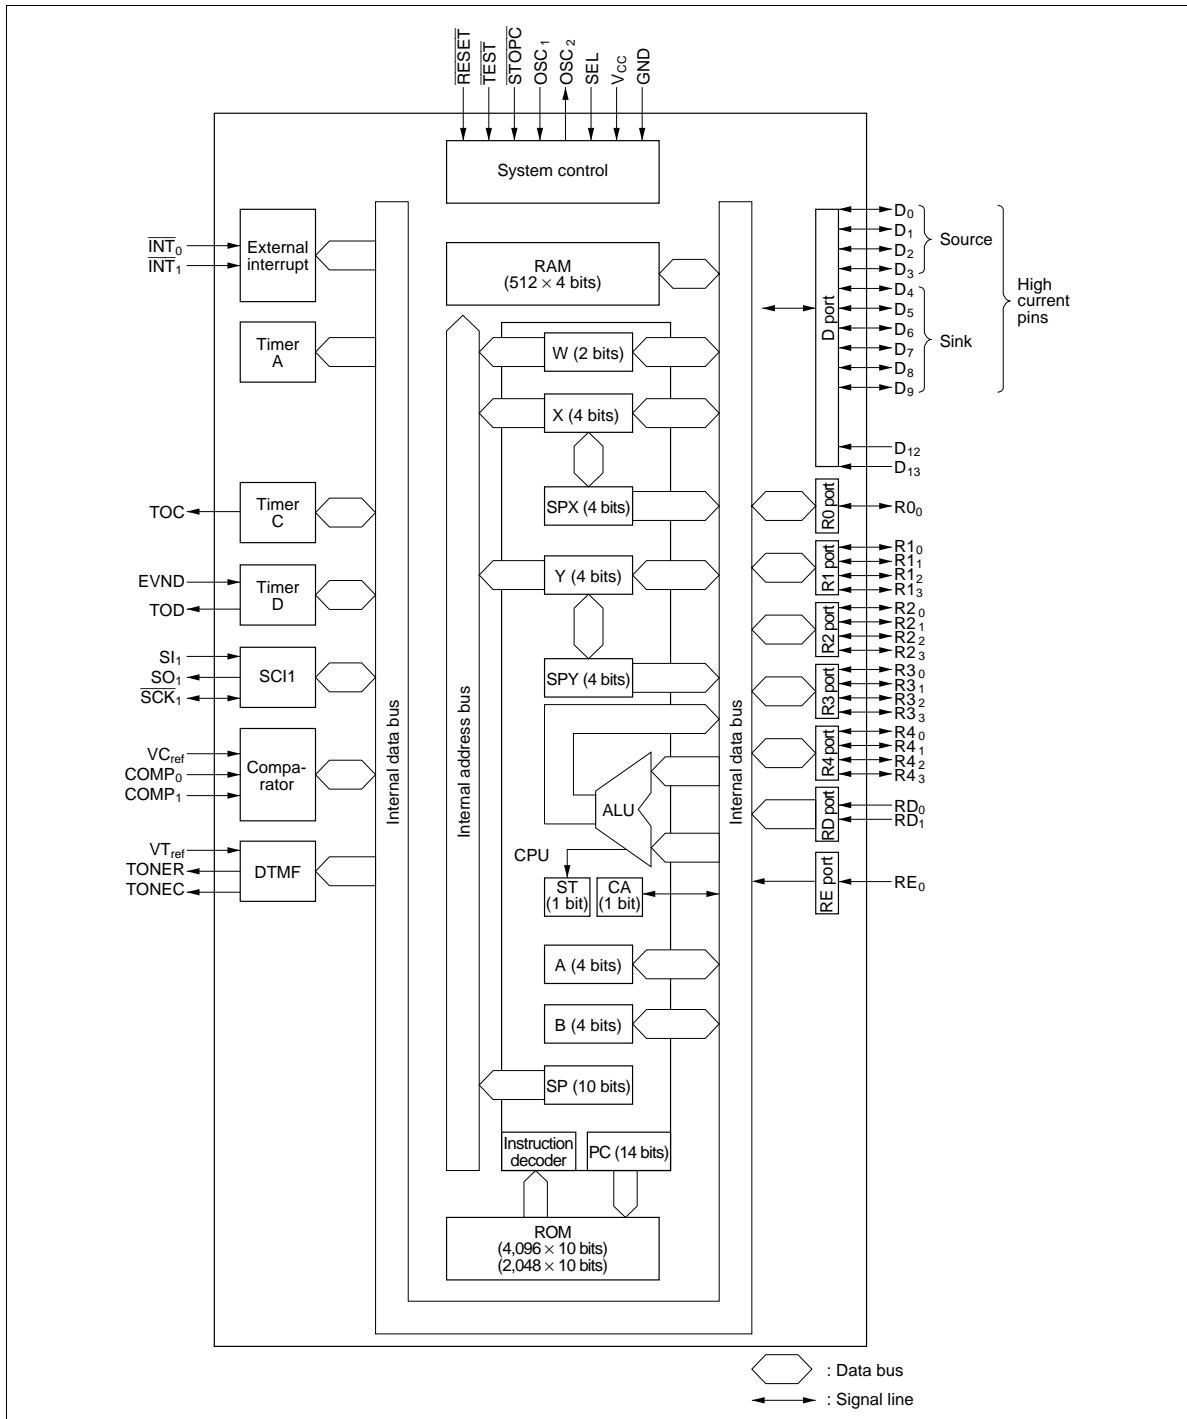 RESET
TEST
STOPC
OSC1
OSC2
SEL
VCC
GND
System control
INT0
INT1
External
interrupt
Timer
A
TOC
Timer
C
EVND
TOD
Timer
D
SI1
SO1
SCK1
SCI1
VCref
COMP0
COMP1
Compa-
rator
VTref
TONER
TONEC
DTMF
Internal data bus
Internal address bus
RAM
(512 × 4 bits)
W (2 bits)
X (4 bits)
SPX (4 bits)
Y (4 bits)
SPY (4 bits)
ALU
CPU
ST
(1 bit)
CA
(1 bit)
A (4 bits)
B (4 bits)
SP (10 bits)
Instruction
decoder
PC (14 bits)
ROM
(4,096 × 10 bits)
(2,048 × 10 bits)
Internal data bus
D port
D0
D1
D2
D3
D4
D5
D6
D7
D8
D9
D12
D13
Source
Sink
High
current
pins
R0 port
R00
R1 port
R10
R11
R12
R13
R2 port
R20
R21
R22
R23
R3 port
R30
R31
R32
R33
R4 port
R40
R41
R42
R43
RD port
RD0
RD1
RE port
RE0
: Data bus
: Signal line